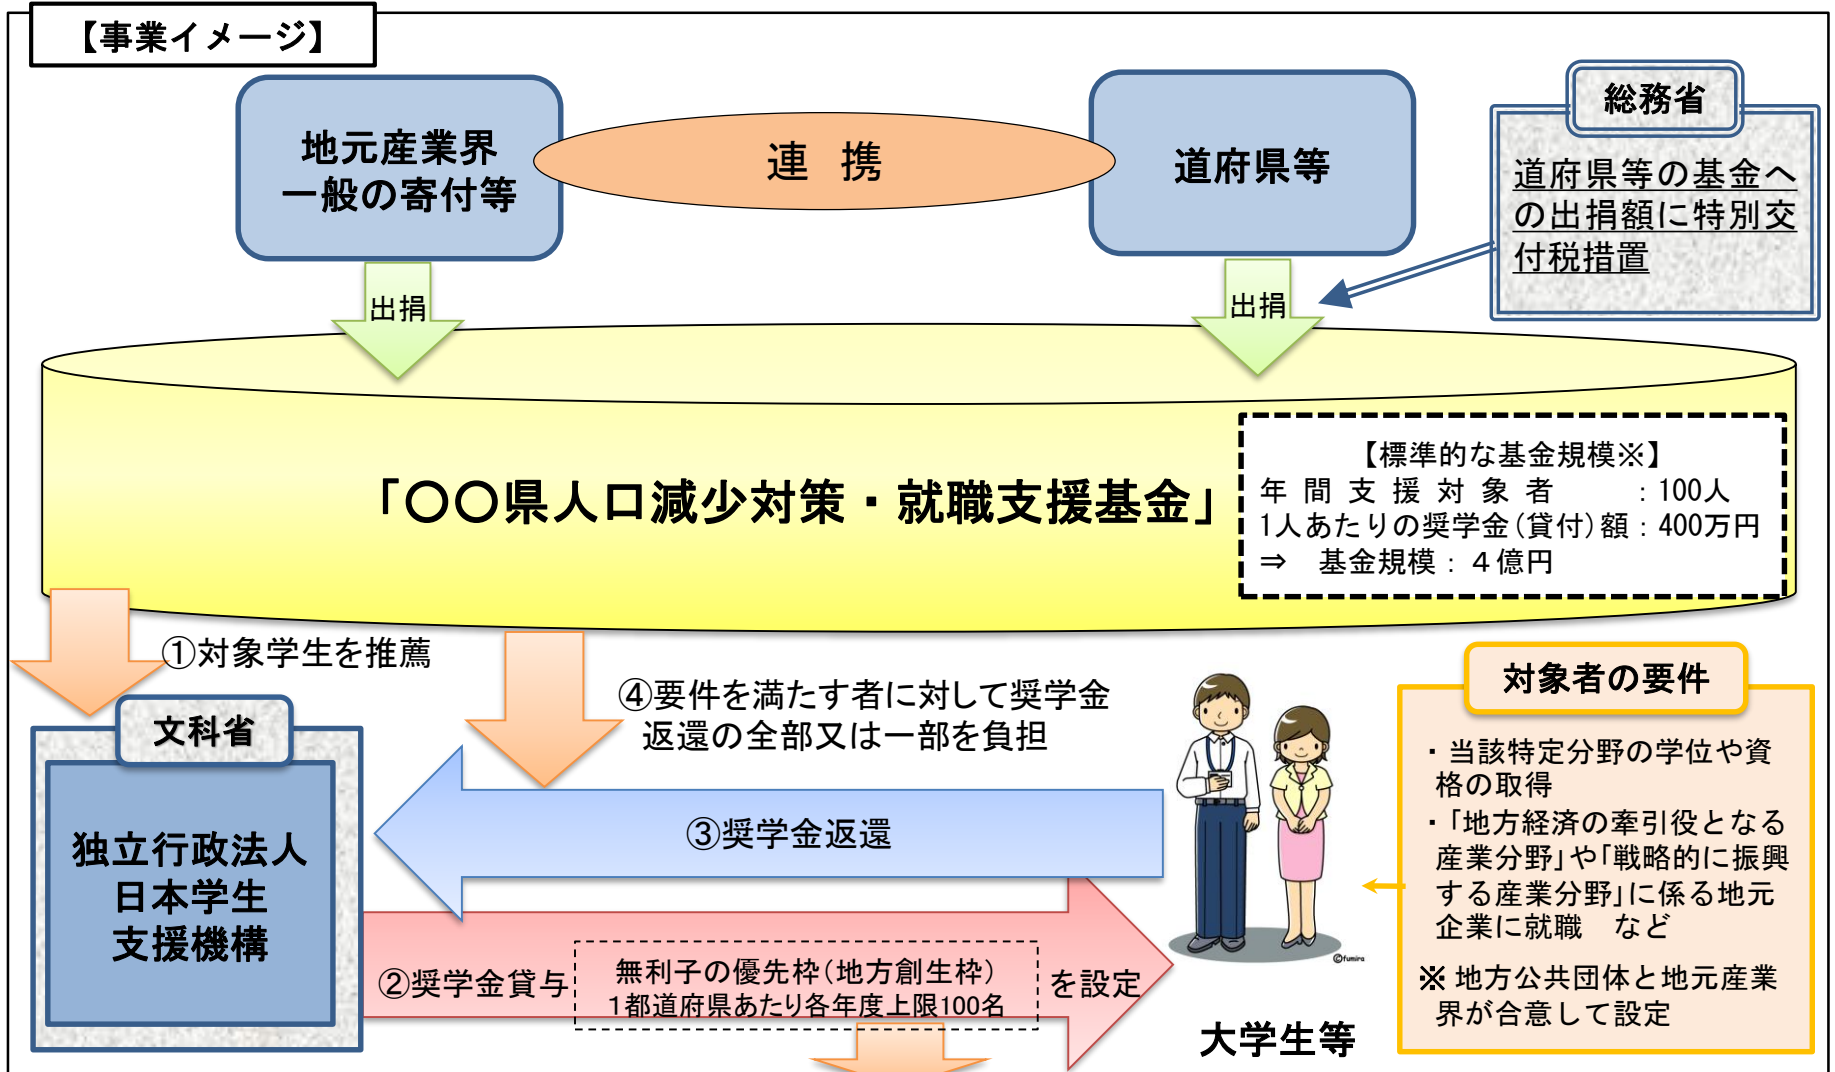 【事業イメージ】
地元産業界
一般の寄付等
連　携
道府県等
総務省
道府県等の基金へ
の出捐額に特別交
付税措置
出捐
出捐
「〇〇県人口減少対策・就職支援基金」
【標準的な基金規模※】
年間支援対象者　　：100人
1人あたりの奨学金(貸付)額：400万円
⇒　基金規模：４億円
①対象学生を推薦
④要件を満たす者に対して奨学金
返還の全部又は一部を負担
文科省
独立行政法人
日本学生
支援機構
③奨学金返還
②奨学金貸与
無利子の優先枠(地方創生枠)
1都道府県あたり各年度上限100名
を設定
©fumira
大学生等
対象者の要件
・当該特定分野の学位や資
格の取得
・「地方経済の牽引役となる
産業分野」や「戦略的に振興
する産業分野」に係る地元
企業に就職　など
※ 地方公共団体と地元産業
界が合意して設定